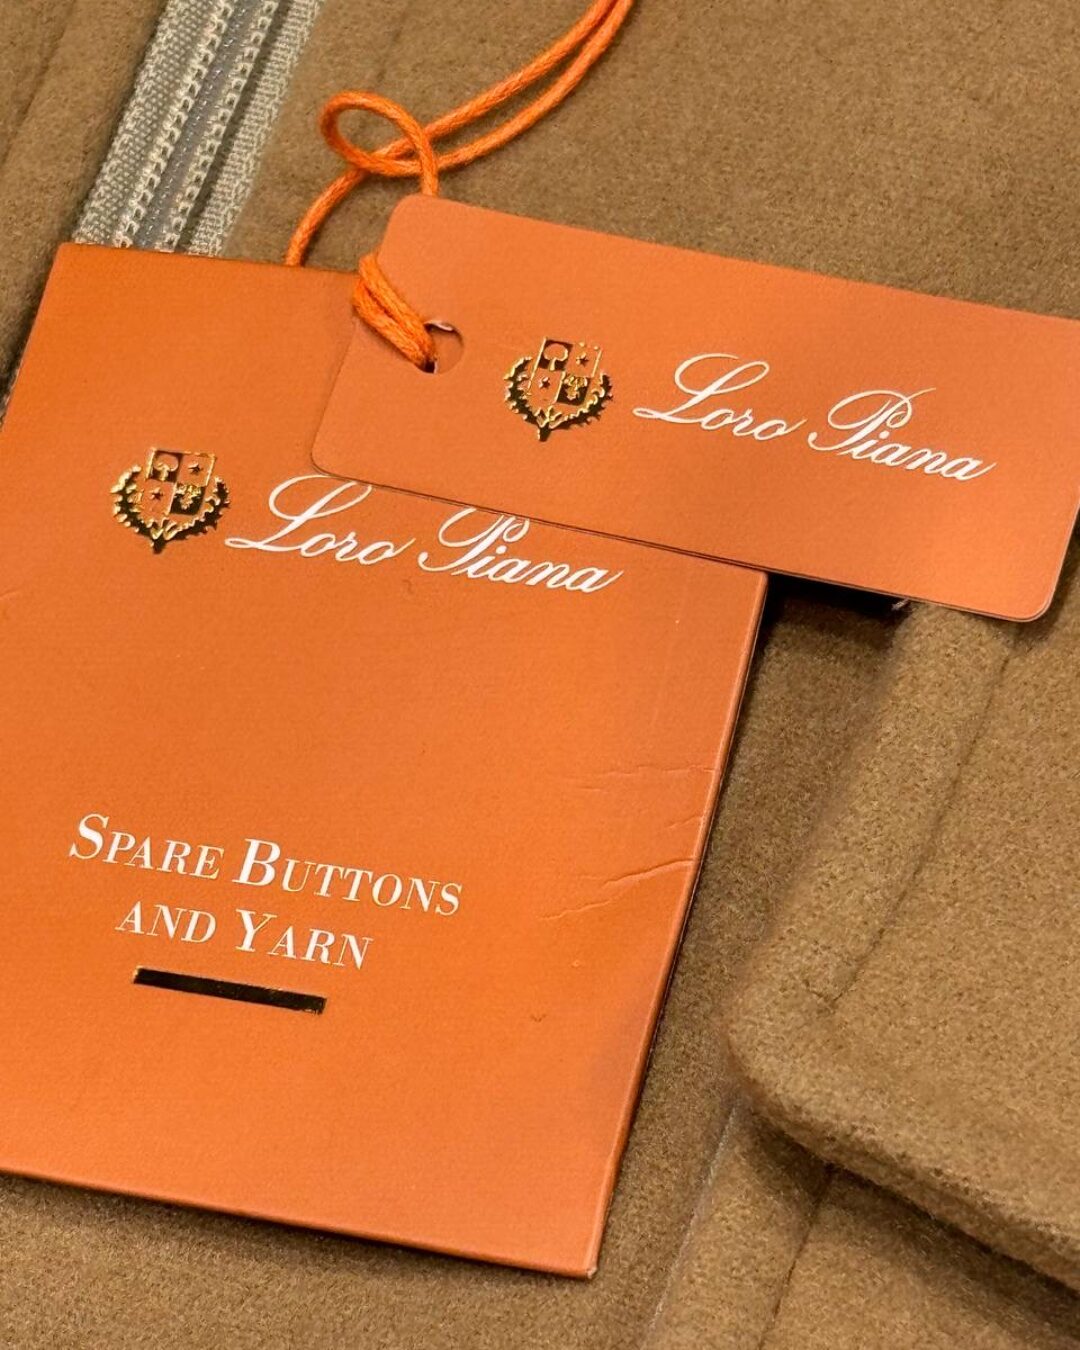 Loro Piana
Loro Piana
SPARE BUTTONS
AND YARN